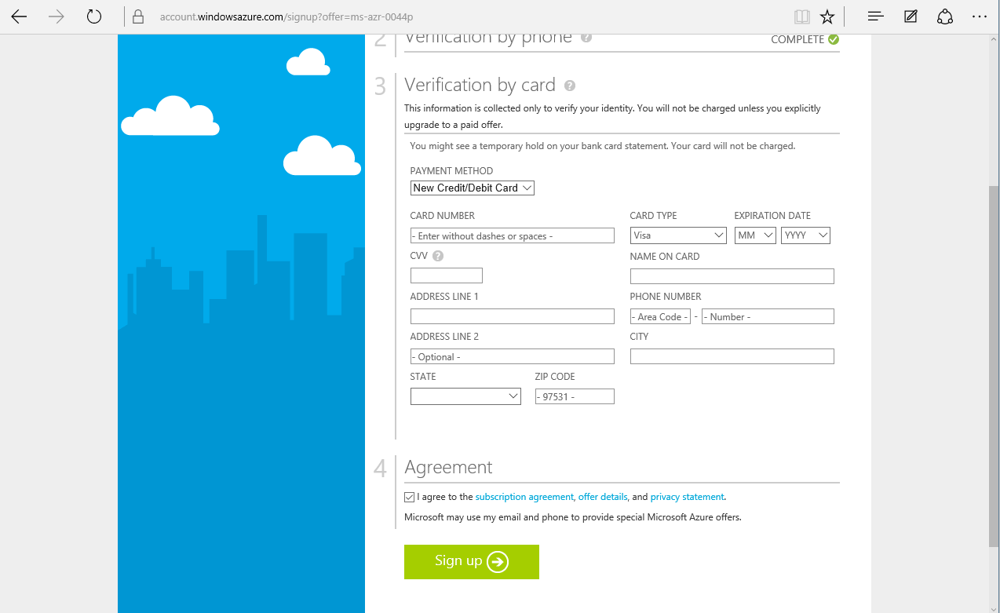 account.windowsazure.com/signup?offer=ms-azr-0044p
2 Verification by phone ? COMPLETE
3 Verification by card ?
This information is collected only to verify your identity. You will not be charged unless you explicitly
upgrade to a paid offer.
You might see a temporary hold on your bank card statement. Your card will not be charged.
PAYMENT METHOD
New Credit/Debit Card
CARD NUMBER CARD TYPE EXPIRATION DATE
- Enter without dashes or spaces - Visa MM YYYY
CVV ? NAME ON CARD
ADDRESS LINE 1 PHONE NUMBER
- Area Code - - - Number -
ADDRESS LINE 2 CITY
- Optional -
STATE ZIP CODE
- 97531 -
4 Agreement
I agree to the subscription agreement, offer details, and privacy statement.
Microsoft may use my email and phone to provide special Microsoft Azure offers.
Sign up